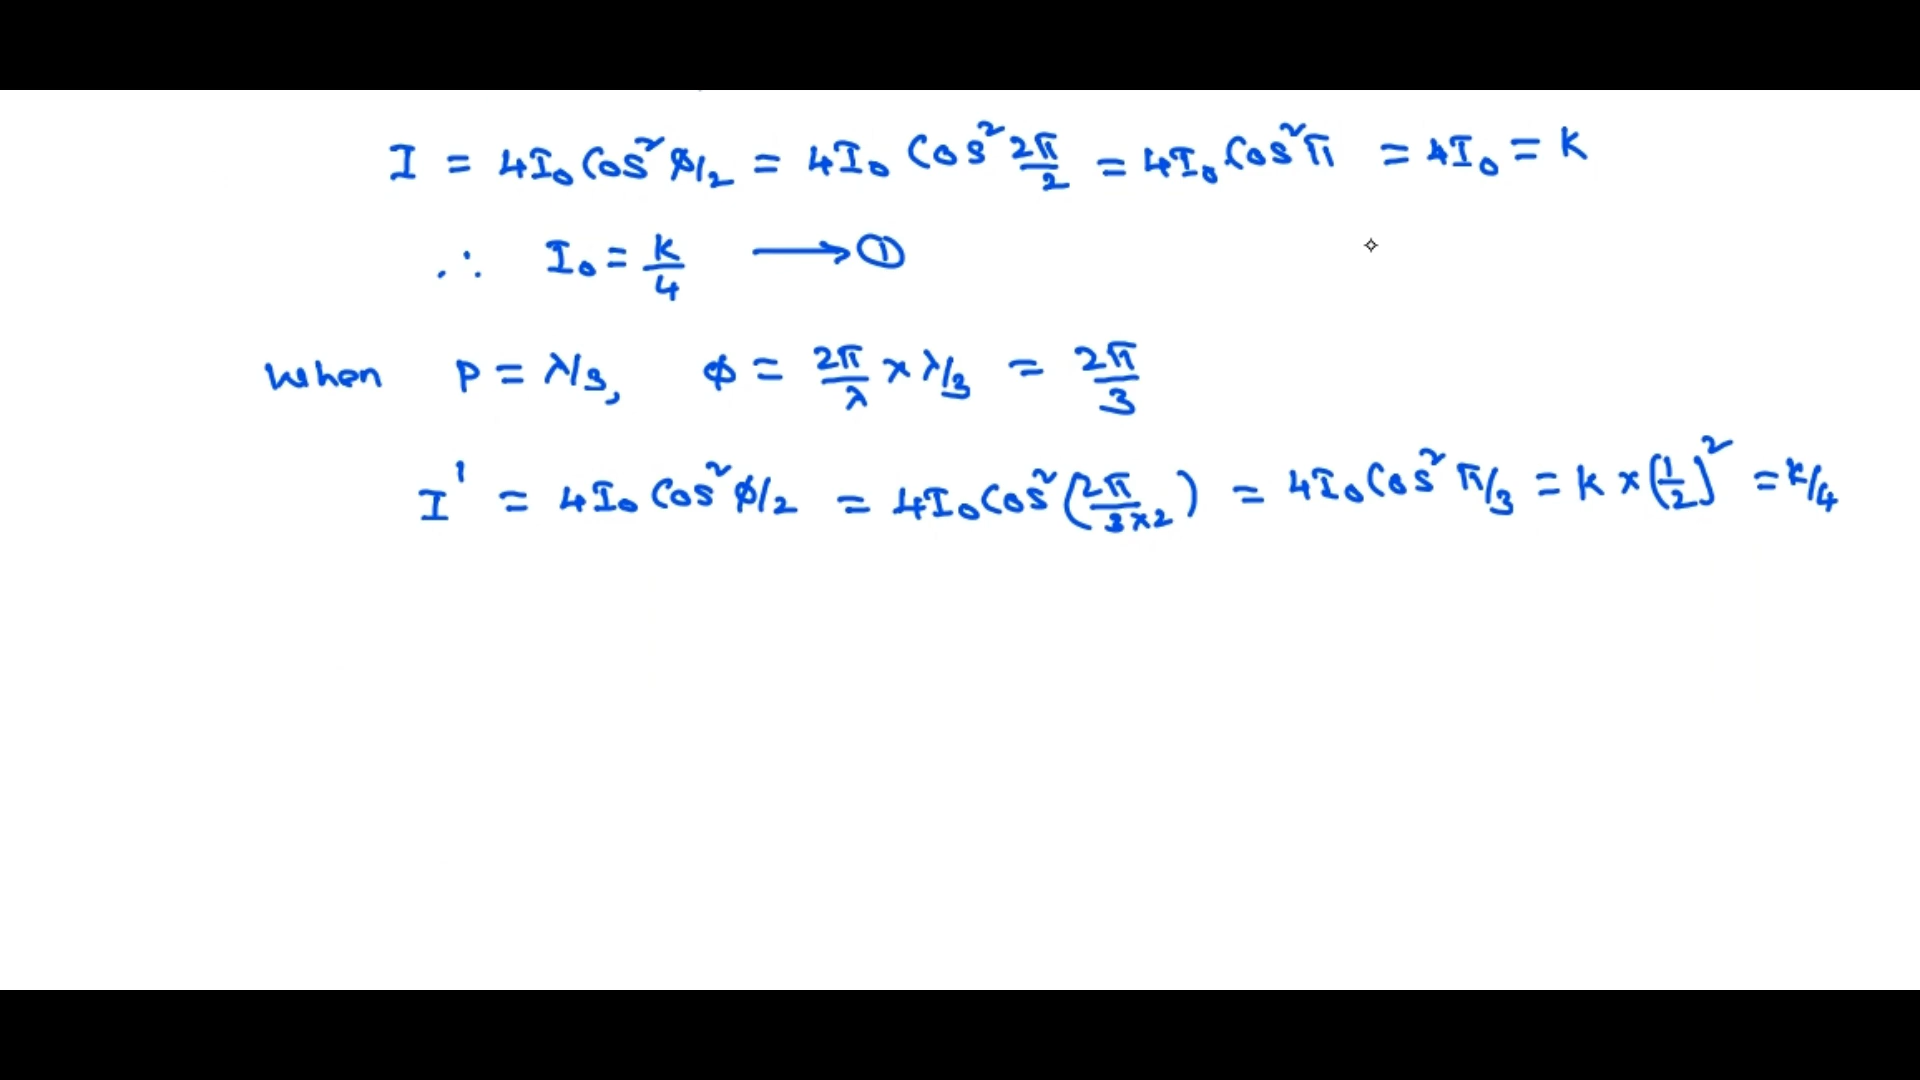 I = 4I₀ Cos² ϕ/2 = 4I₀ Cos² 2π/2 = 4I₀ Cos² π = 4I₀ = K
∴ I₀ = K/4 ⟶ ①
When P = λ/3, ϕ = 2π/λ × λ/3 = 2π/3
I' = 4I₀ Cos² ϕ/2 = 4I₀ Cos² (2π/3×2) = 4I₀ Cos² π/3 = K × (1/2)² = K/4